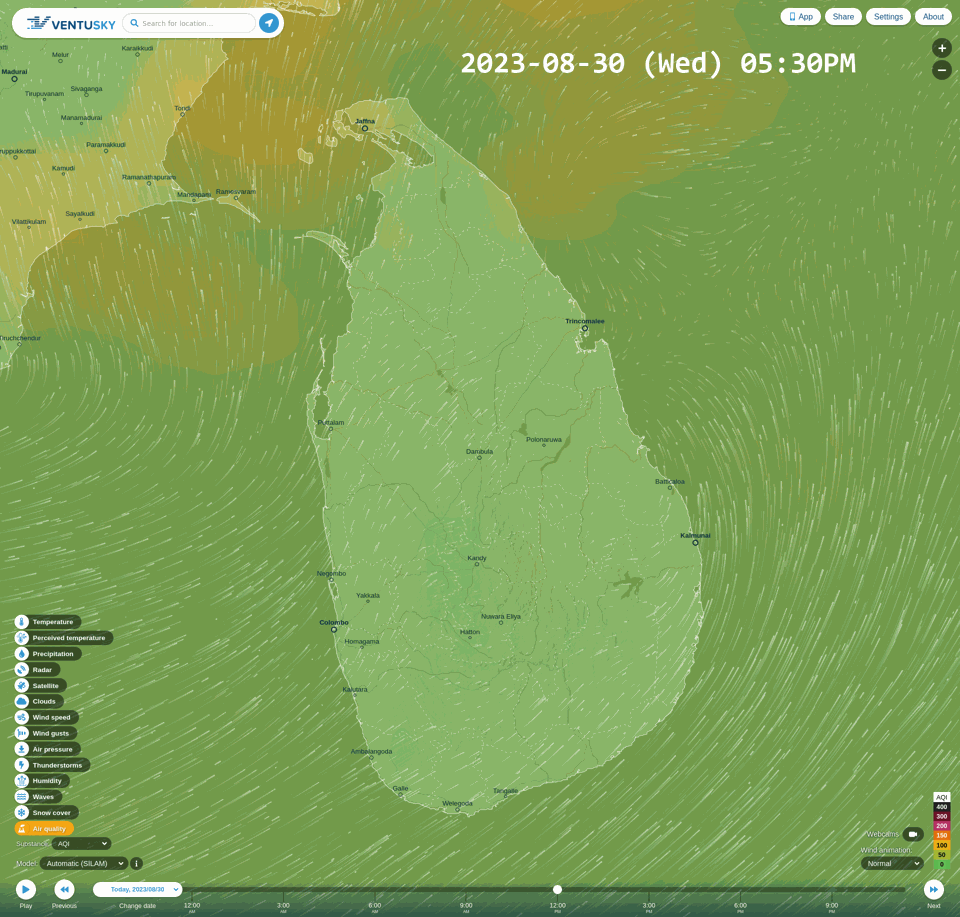 VENTUSKY
Search for location...
App
Share
Settings
About
2023-08-30 (Wed) 05:30PM
+
−
Karaikkudi
Melur
Madurai
Tirupuvanam
Sivaganga
Manamadurai
Tondi
Jaffna
ruppukkottai
Paramakkudi
Kamudi
Ramanathapuram
Mandapam
Rameswaram
Vilattikulam
Sayalkudi
Tiruchchendur
Trincomalee
Puttalam
Polonaruwa
Dambula
Batticaloa
Kalmunai
Kandy
Negombo
Yakkala
Nuwara Eliya
Colombo
Hatton
Homagama
Kalutara
Ambalangoda
Galle
Tangalle
Welegoda
Temperature
Perceived temperature
Precipitation
Radar
Satellite
Clouds
Wind speed
Wind gusts
Air pressure
Thunderstorms
Humidity
Waves
Snow cover
Air quality
Substance: AQI
Model: Automatic (SILAM) i
AQI
400
300
200
150
100
50
0
Webcams
Wind animation:
Normal
Today, 2023/08/30
Play
Previous
Change date
12:00
AM
3:00
AM
6:00
AM
9:00
AM
12:00
PM
3:00
PM
6:00
PM
9:00
PM
Next